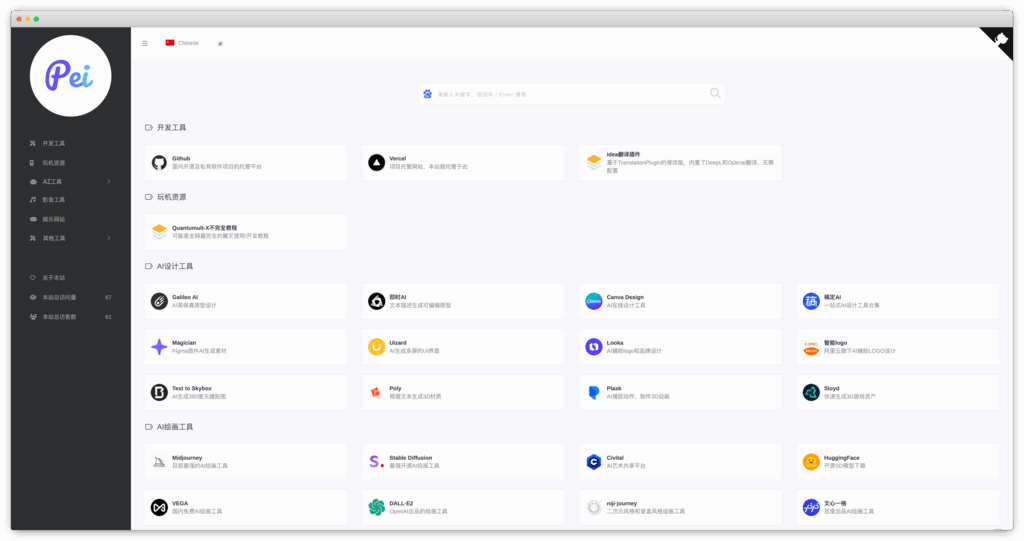 Pei
Chinese
请输入关键字, 按回车 / Enter 搜索
开发工具
玩机资源
AI工具
影音工具
娱乐网站
其他工具
关于本站
本站总访问量 67
本站总访客数 61
开发工具
Github
面向开源及私有软件项目的托管平台
Vercel
项目托管网站，本站就托管于此
idea翻译插件
基于TranslationPlugin的修改版，内置了DeepL和Openai翻译，无需
配置
玩机资源
Quantumult-X不完全教程
可能是全网最完全的圈叉使用/开发教程
AI设计工具
Galileo AI
AI高保真原型设计
即时AI
文本描述生成可编辑原型
Canva Design
AI在线设计工具
稿定AI
一站式AI设计工具合集
Magician
Figma插件AI生成素材
Uizard
AI生成多屏的UI界面
Looka
AI辅助logo和品牌设计
智能logo
阿里云旗下AI辅助LOGO设计
Text to Skybox
AI生成360度无缝贴图
Poly
根据文本生成3D材质
Plask
AI捕捉动作，制作3D动画
Sloyd
快速生成3D游戏资产
AI绘画工具
Midjourney
目前最强的AI绘画工具
Stable Diffusion
最强开源AI绘画工具
Civital
AI艺术共享平台
HuggingFace
开源SD模型下载
VEGA
国内免费AI绘画工具
DALL·E2
OpenAI出品的绘画工具
niji·journey
二次元风格和盲盒风格绘画工具
文心一格
百度出品AI绘画工具